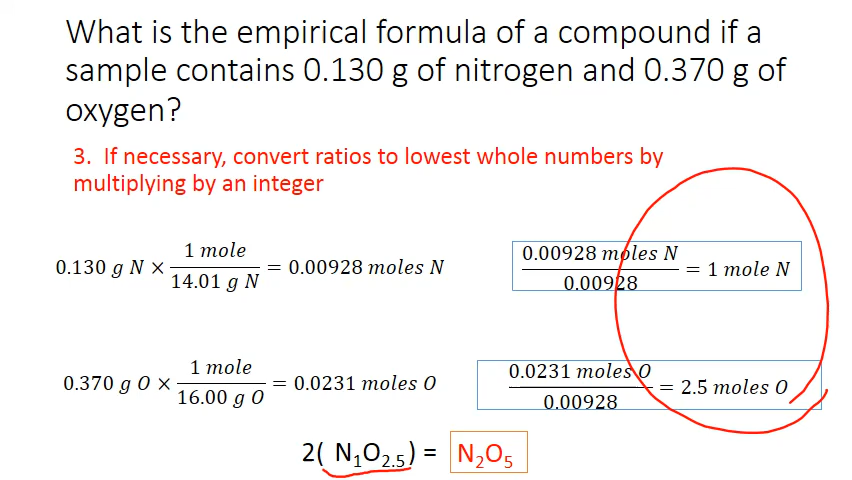 What is the empirical formula of a compound if a
sample contains 0.130 g of nitrogen and 0.370 g of
oxygen?
3. If necessary, convert ratios to lowest whole numbers by
multiplying by an integer
0.130 g N × 1 mole / 14.01 g N = 0.00928 moles N
0.00928 moles N / 0.00928 = 1 mole N
0.370 g O × 1 mole / 16.00 g O = 0.0231 moles O
0.0231 moles O / 0.00928 = 2.5 moles O
2( N₁O₂.₅) = N₂O₅